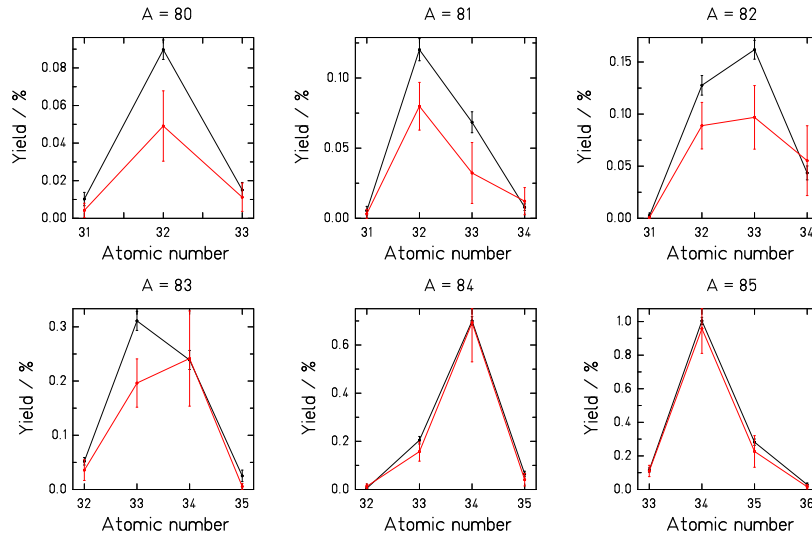 A = 80
0.08
0.06
0.04
0.02
0.00
Yield / %
31 32 33
Atomic number
A = 81
0.10
0.05
0.00
Yield / %
31 32 33 34
Atomic number
A = 82
0.15
0.10
0.05
0.00
Yield / %
31 32 33 34
Atomic number
A = 83
0.3
0.2
0.1
0.0
Yield / %
32 33 34 35
Atomic number
A = 84
0.6
0.4
0.2
0.0
Yield / %
32 33 34 35
Atomic number
A = 85
1.0
0.8
0.6
0.4
0.2
0.0
Yield / %
33 34 35 36
Atomic number